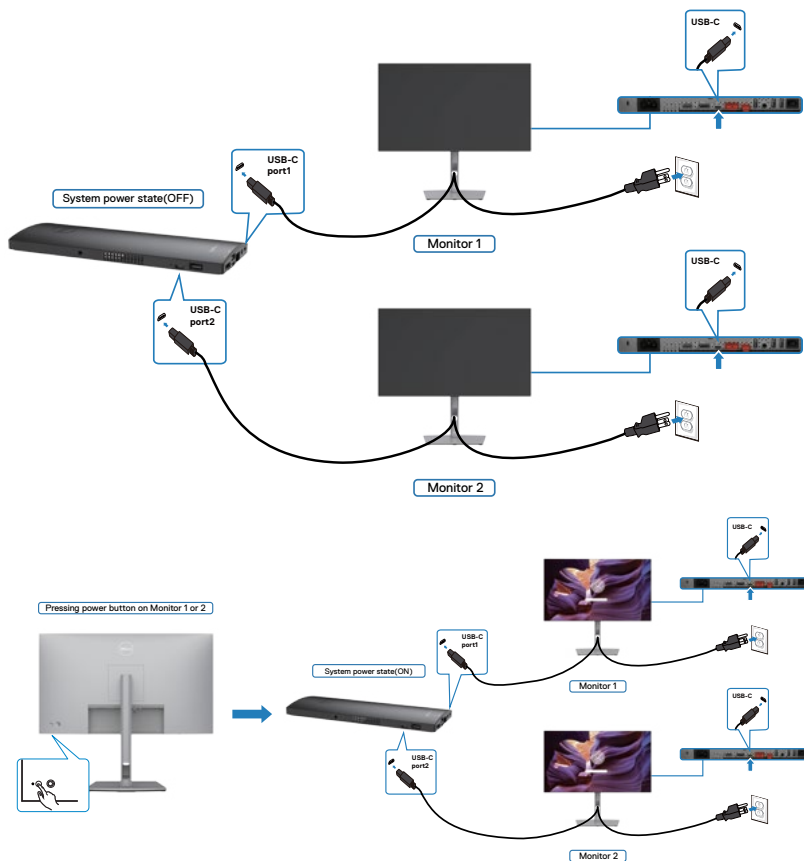 USB-C
USB-C
port1
System power state(OFF)
Monitor 1
USB-C
USB-C
port2
Monitor 2
USB-C
Pressing power button on Monitor 1 or 2
USB-C
port1
System power state(ON)
Monitor 1
USB-C
USB-C
port2
Monitor 2